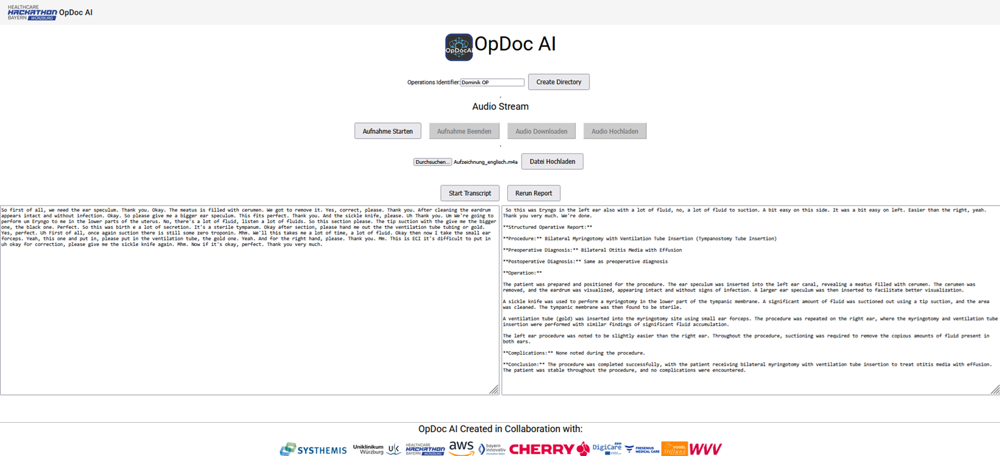 HEALTHCARE
HACKATHON
BAYERN WÜRZBURG
OpDoc AI
OpDocAi
OpDoc AI
Operations Identifier: Dominik OP Create Directory
.
Audio Stream
Aufnahme Starten Aufnahme Beenden Audio Downloaden Audio Hochladen
.
Durchsuchen... Aufzeichnung_englisch.m4a Datei Hochladen
Start Transcript Rerun Report
So first of all, we need the ear speculum. Thank you. Okay. The meatus is filled with cerumen. We got to remove it. Yes, correct, please. Thank you. After cleaning the eardrum
appears intact and without infection. Okay. So please give me a bigger ear speculum. This fits perfect. Thank you. And the sickle knife, please. Uh Thank you. Um We're going to
perform um Eryngo to me in the lower parts of the uterus. No, there's a lot of fluid, listen a lot of fluids. So this section please. The tip suction with the give me the bigger
one, the black one. Perfect. So this was birth e a lot of secretion. It's a sterile tympanum. Okay after section, please hand me out the the ventilation tube tubing or gold.
Yes, perfect. Uh First of all, once again auction suction there is still some zero troponin. Mhm. We'll this takes me a lot of time, a lot of fluid. Okay then now I take the small ear
forceps. Yeah, this one and put in, please put in the ventilation tube, the gold one. Yeah. And for the right hand, please. Thank you. Mm. This is ECI it's difficult to put in
uh okay for correction, please give me the sickle knife again. Mhm. Now if it's okay, perfect. Thank you very much.
So this was Eryngo in the left ear also with a lot of fluid, no, a lot of fluid to suction. A bit easy on this side. It was a bit easy on left. Easier than the right, yeah.
Thank you very much. We're done.
**Structured Operative Report:**
**Procedure:** Bilateral Myringotomy with Ventilation Tube Insertion (Tympanostomy Tube Insertion)
**Preoperative Diagnosis:** Bilateral Otitis Media with Effusion
**Postoperative Diagnosis:** Same as preoperative diagnosis
**Operation:**
The patient was prepared and positioned for the procedure. The ear speculum was inserted into the left ear canal, revealing a meatus filled with cerumen. The cerumen was
removed, and the eardrum was visualized, appearing intact and without signs of infection. A larger ear speculum was then inserted to facilitate better visualization.
A sickle knife was used to perform a myringotomy in the lower part of the tympanic membrane. A significant amount of fluid was suctioned out using a tip suction, and the area
was cleaned. The tympanic membrane was then found to be sterile.
A ventilation tube (gold) was inserted into the myringotomy site using small ear forceps. The procedure was repeated on the right ear, where the myringotomy and ventilation tube
insertion were performed with similar findings of significant fluid accumulation.
The left ear procedure was noted to be slightly easier than the right ear. Throughout the procedure, suctioning was required to remove the copious amounts of fluid present in
both ears.
**Complications:** None noted during the procedure.
**Conclusion:** The procedure was completed successfully, with the patient receiving bilateral myringotomy with ventilation tube insertion to treat otitis media with effusion.
The patient was stable throughout the procedure, and no complications were encountered.
OpDoc AI Created in Collaboration with:
SYSTHEMIS
Uniklinikum
Würzburg
UK
HEALTHCARE
HACKATHON
BAYERN WÜRZBURG
aws
bayern
innovativ
CHERRY
EDIH
DigiCare
FRESENIUS
MEDICAL CARE
VOGEL
Stiftung
WVV